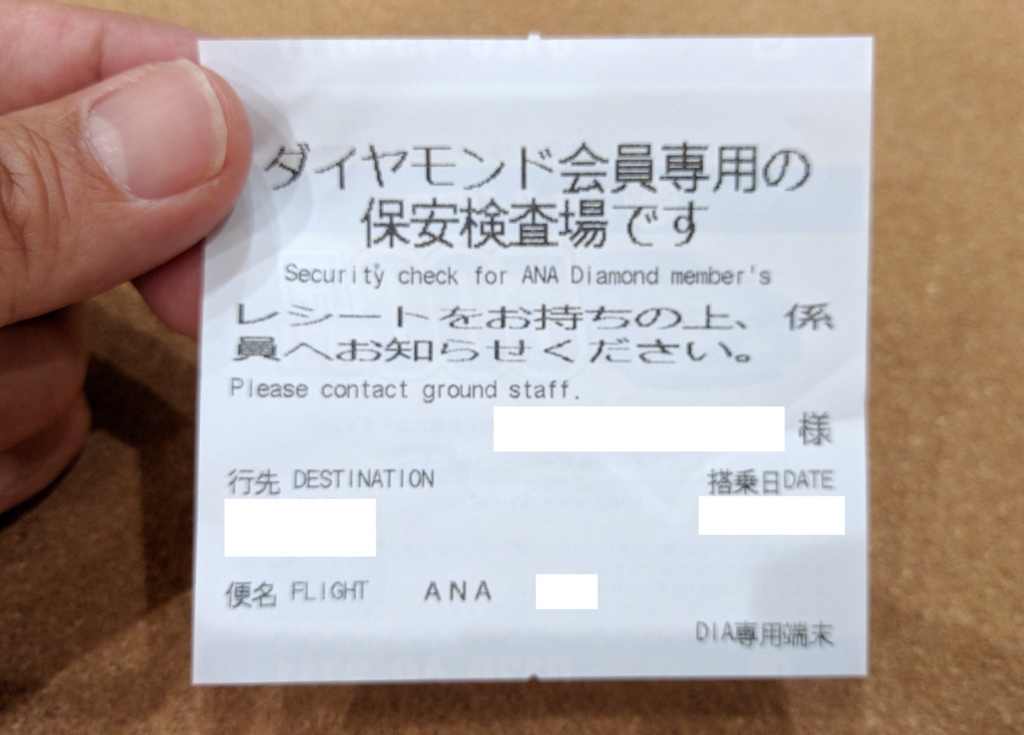 ダイヤモンド会員専用の
保安検査場です
Security check for ANA Diamond member's
レシートをお持ちの上、係
員へお知らせください。
Please contact ground staff.
様
行先 DESTINATION 搭乗日DATE
便名 FLIGHT ANA
DIA専用端末